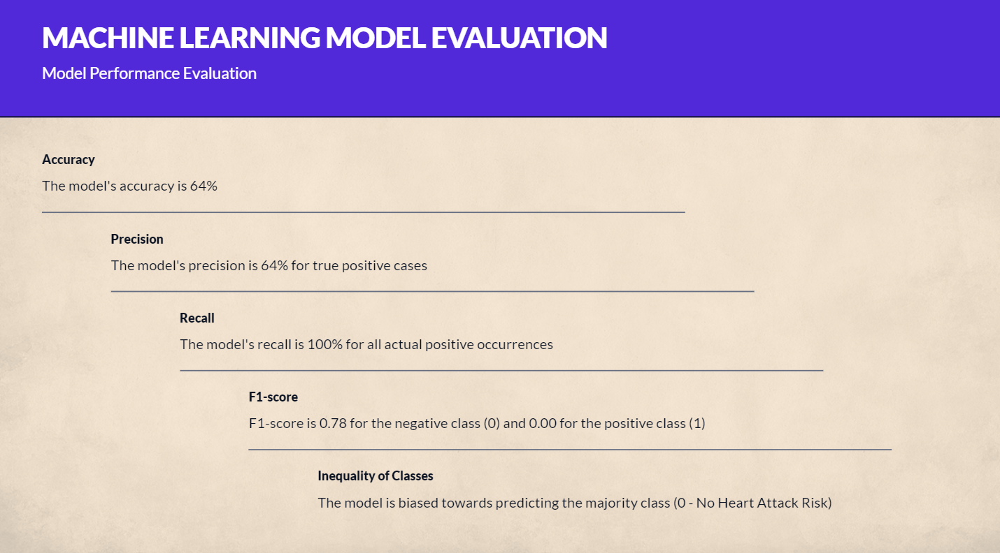 MACHINE LEARNING MODEL EVALUATION
Model Performance Evaluation
Accuracy
The model's accuracy is 64%
Precision
The model's precision is 64% for true positive cases
Recall
The model's recall is 100% for all actual positive occurrences
F1-score
F1-score is 0.78 for the negative class (0) and 0.00 for the positive class (1)
Inequality of Classes
The model is biased towards predicting the majority class (0 - No Heart Attack Risk)